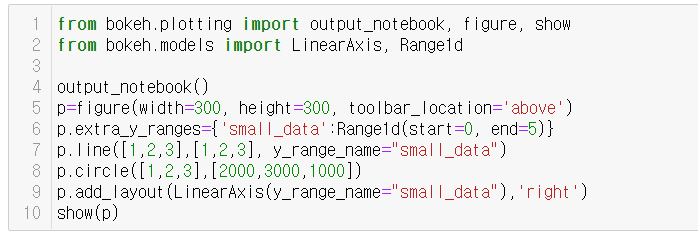 1 from bokeh.plotting import output_notebook, figure, show
2 from bokeh.models import LinearAxis, Range1d
3
4 output_notebook()
5 p=figure(width=300, height=300, toolbar_location='above')
6 p.extra_y_ranges={'small_data':Range1d(start=0, end=5)}
7 p.line([1,2,3],[1,2,3], y_range_name="small_data")
8 p.circle([1,2,3],[2000,3000,1000])
9 p.add_layout(LinearAxis(y_range_name="small_data"),'right')
10 show(p)